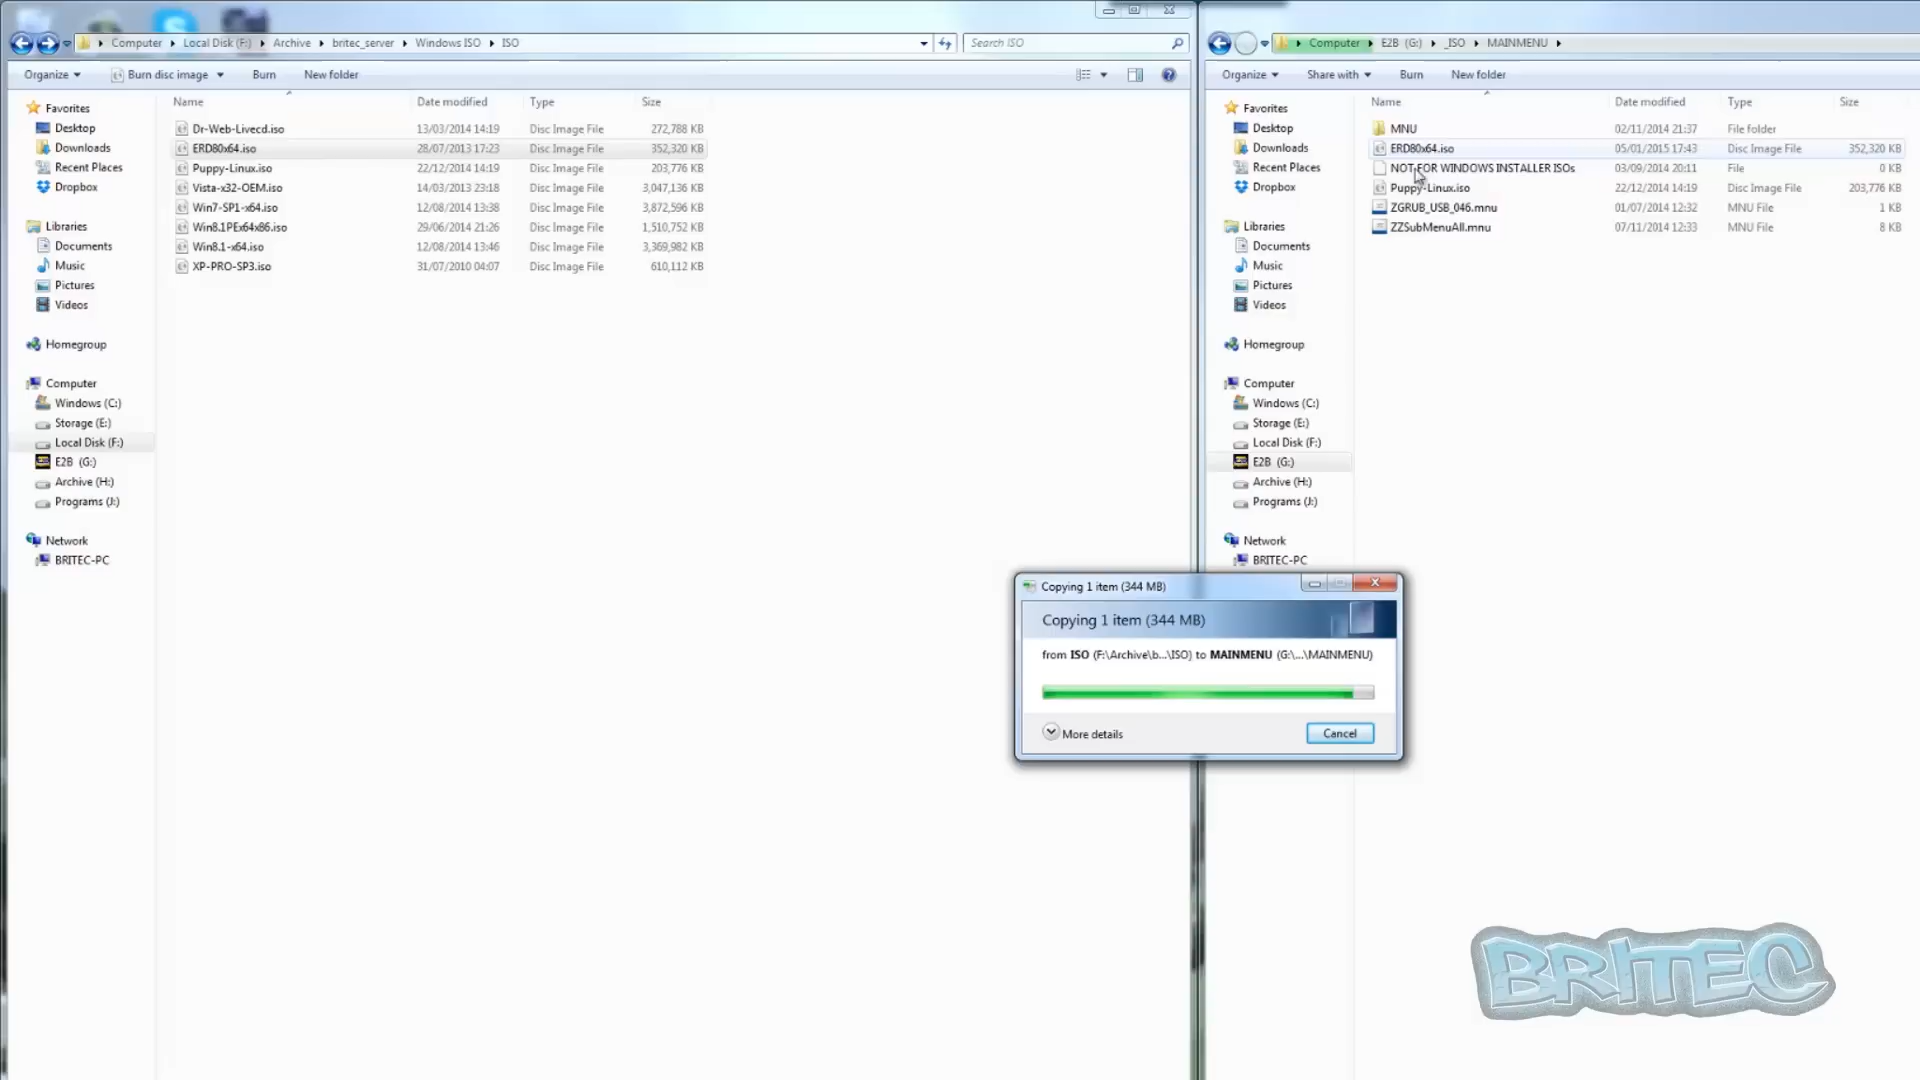 Computer ▸ Local Disk (F:) ▸ Archive ▸ britec_server ▸ Windows ISO ▸ ISO
Search ISO
Organize Burn disc image Burn New folder
Name Date modified Type Size
Favorites
Desktop
Downloads
Recent Places
Dropbox
Libraries
Documents
Music
Pictures
Videos
Homegroup
Computer
Windows (C:)
Storage (E:)
Local Disk (F:)
E2B (G:)
Archive (H:)
Programs (J:)
Network
BRITEC-PC
Dr-Web-Livecd.iso 13/03/2014 14:19 Disc Image File 272,788 KB
ERD80x64.iso 28/07/2013 17:23 Disc Image File 352,320 KB
Puppy-Linux.iso 22/12/2014 14:19 Disc Image File 203,776 KB
Vista-x32-OEM.iso 14/03/2013 23:18 Disc Image File 3,047,136 KB
Win7-SP1-x64.iso 12/08/2014 13:38 Disc Image File 3,872,596 KB
Win8.1PEx64x86.iso 29/06/2014 21:26 Disc Image File 1,510,752 KB
Win8.1-x64.iso 12/08/2014 13:46 Disc Image File 3,369,982 KB
XP-PRO-SP3.iso 31/07/2010 04:07 Disc Image File 610,112 KB
Computer ▸ E2B (G:) ▸ _ISO ▸ MAINMENU ▸
Organize Share with Burn New folder
Name Date modified Type Size
Favorites
Desktop
Downloads
Recent Places
Dropbox
Libraries
Documents
Music
Pictures
Videos
Homegroup
Computer
Windows (C:)
Storage (E:)
Local Disk (F:)
E2B (G:)
Archive (H:)
Programs (J:)
Network
BRITEC-PC
MNU 02/11/2014 21:37 File folder
ERD80x64.iso 05/01/2015 17:43 Disc Image File 352,320 KB
NOT FOR WINDOWS INSTALLER ISOs 03/09/2014 20:11 File 0 KB
Puppy-Linux.iso 22/12/2014 14:19 Disc Image File 203,776 KB
ZGRUB_USB_046.mnu 01/07/2014 12:32 MNU File 1 KB
ZZSubMenuAll.mnu 07/11/2014 12:33 MNU File 8 KB
Copying 1 item (344 MB)
Copying 1 item (344 MB)
from ISO (F:\Archive\b...\ISO) to MAINMENU (G:\...\MAINMENU)
More details
Cancel
BRITEC